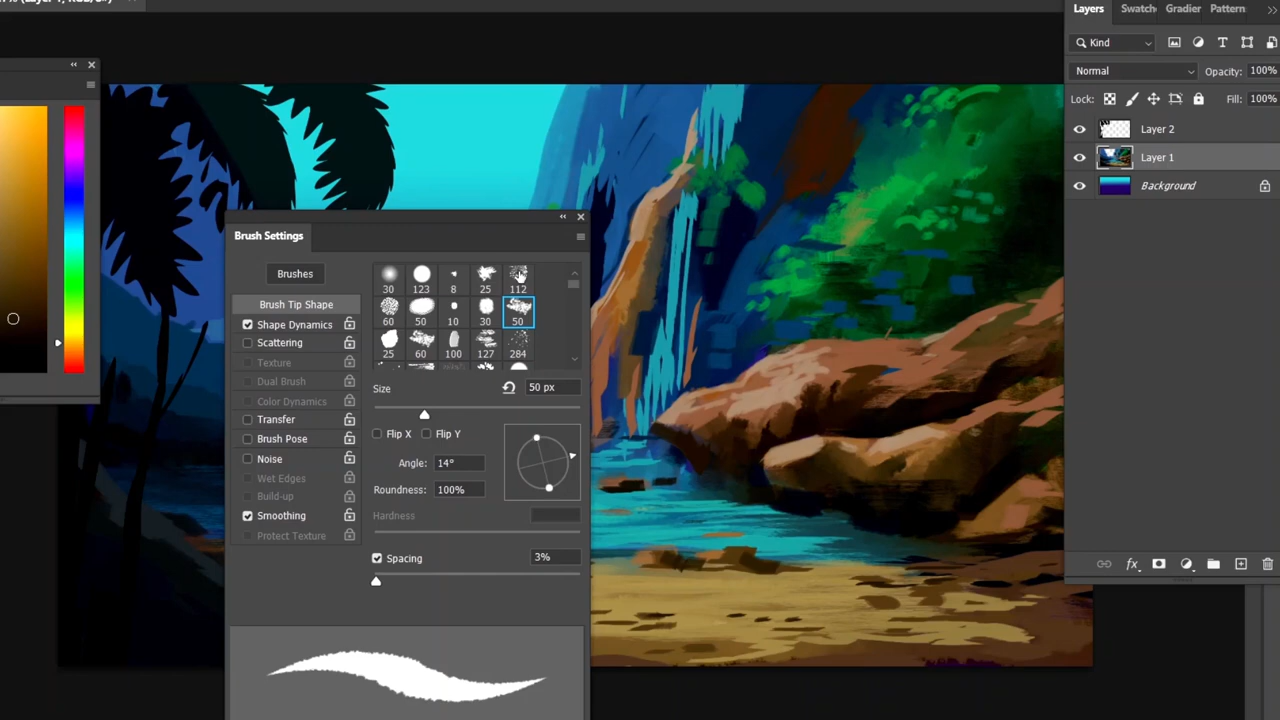 Layers Swatch Gradier Pattern
Kind
Normal Opacity: 100%
Lock: Fill: 100%
Layer 2
Layer 1
Background
Brush Settings
Brushes
Brush Tip Shape
Shape Dynamics
Scattering
Texture
Dual Brush
Color Dynamics
Transfer
Brush Pose
Noise
Wet Edges
Build-up
Smoothing
Protect Texture
30 123 8 25 112
60 50 10 30 50
25 60 100 127 284
Size 50 px
Flip X Flip Y
Angle: 14°
Roundness: 100%
Hardness
Spacing 3%